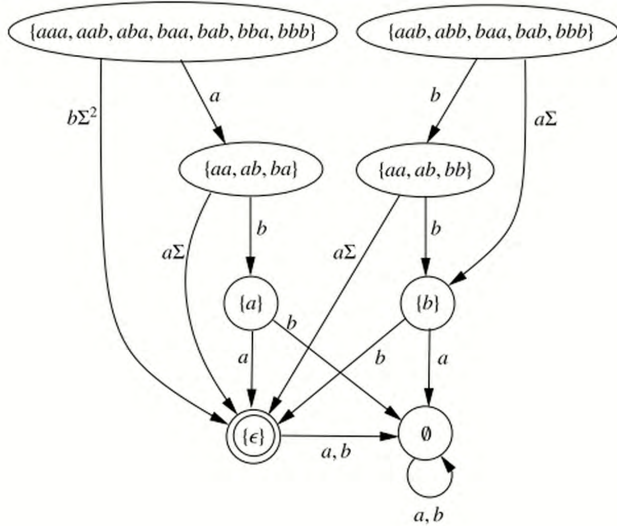 {aaa, aab, aba, baa, bab, bba, bbb}
{aab, abb, baa, bab, bbb}
bΣ²
a
b
aΣ
{aa, ab, ba}
{aa, ab, bb}
aΣ
b
aΣ
b
{a}
{b}
b
a
b
a
{ϵ}
a, b
∅
a, b